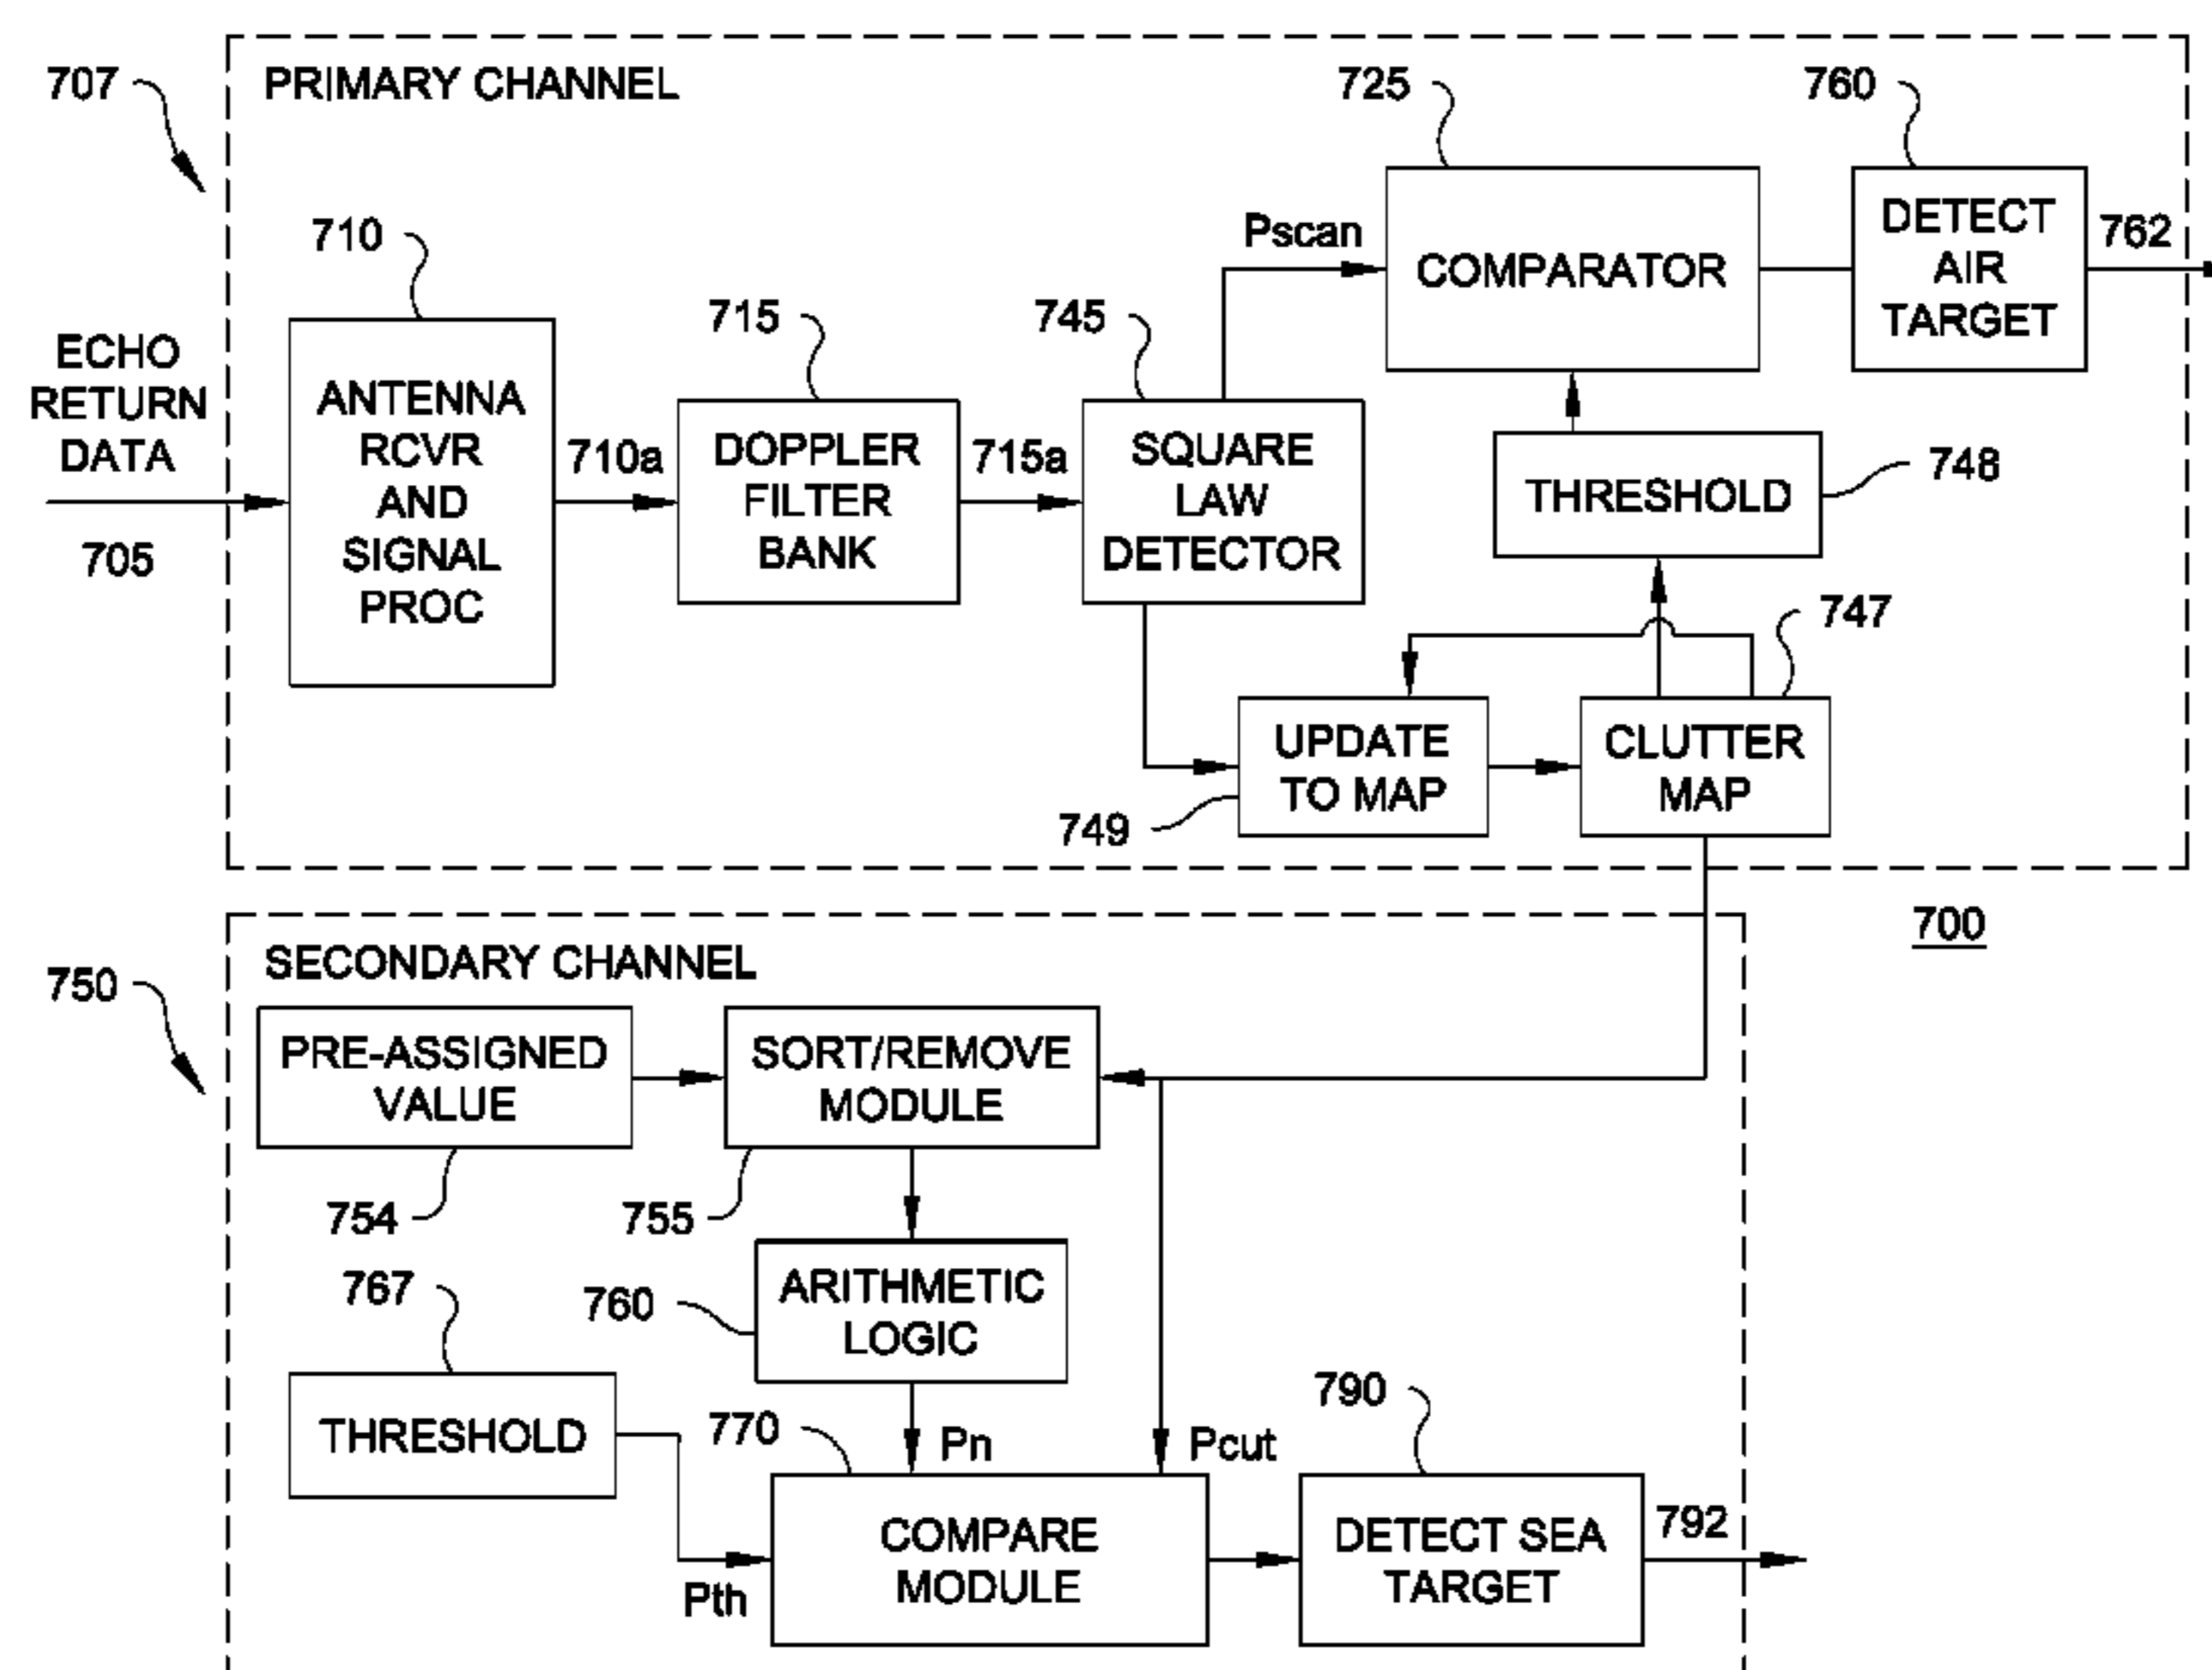 707
PRIMARY CHANNEL
725
760
710
Pscan
COMPARATOR
DETECT
AIR
TARGET
762
ECHO
RETURN
DATA
705
ANTENNA
RCVR
AND
SIGNAL
PROC
710a
715
DOPPLER
FILTER
BANK
715a
745
SQUARE
LAW
DETECTOR
THRESHOLD
748
747
UPDATE
TO MAP
749
CLUTTER
MAP
700
750
SECONDARY CHANNEL
PRE-ASSIGNED
VALUE
754
SORT/REMOVE
MODULE
755
767
760
ARITHMETIC
LOGIC
THRESHOLD
770
Pn
Pcut
790
Pth
COMPARE
MODULE
DETECT SEA
TARGET
792